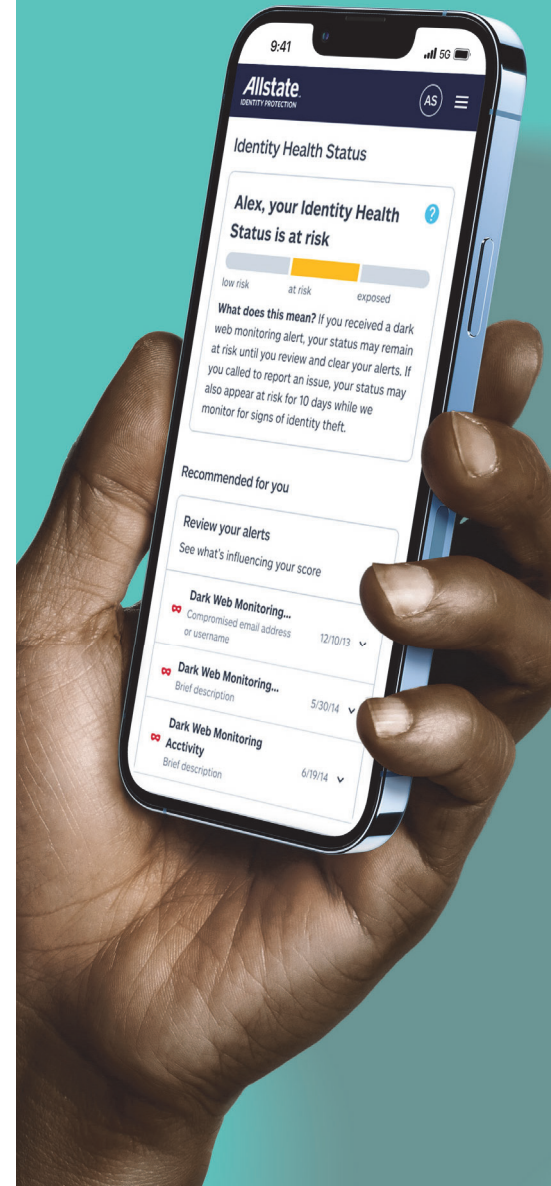 9:41
5G
Allstate.
IDENTITY PROTECTION
AS
Identity Health Status
Alex, your Identity Health
?
Status is at risk
low risk
at risk
exposed
What does this mean? If you received a dark
web monitoring alert, your status may remain
at risk until you review and clear your alerts. If
you called to report an issue, your status may
also appear at risk for 10 days while we
monitor for signs of identity theft.
Recommended for you
Review your alerts
See what's influencing your score
Dark Web Monitoring...
Compromised email address
or username
12/10/13
Dark Web Monitoring...
Brief description
5/30/14
Dark Web Monitoring
Acctivity
Brief description
6/19/14